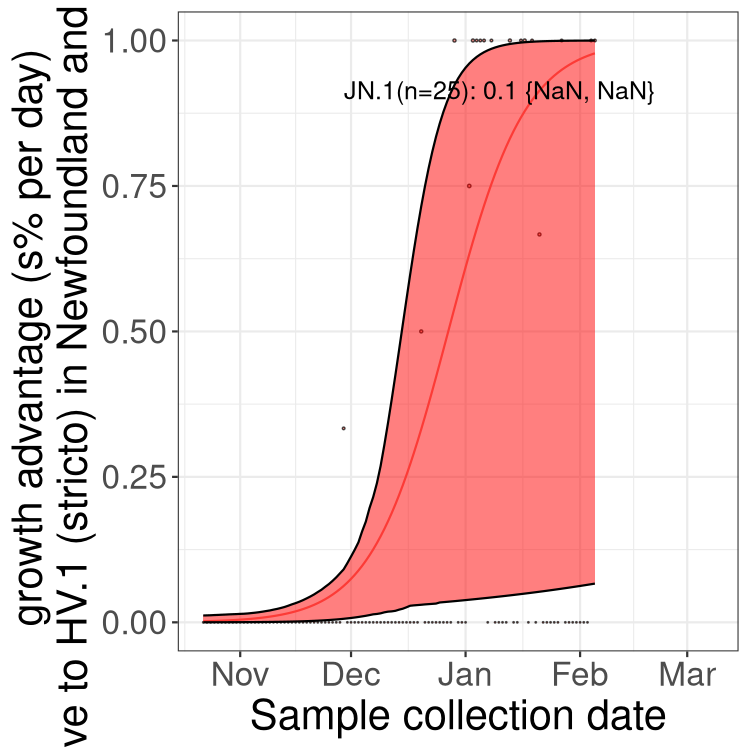 growth advantage (s% per day)
ve to HV.1 (stricto) in Newfoundland and
1.00
0.75
0.50
0.25
0.00
JN.1(n=25): 0.1 {NaN, NaN}
Nov Dec Jan Feb Mar
Sample collection date